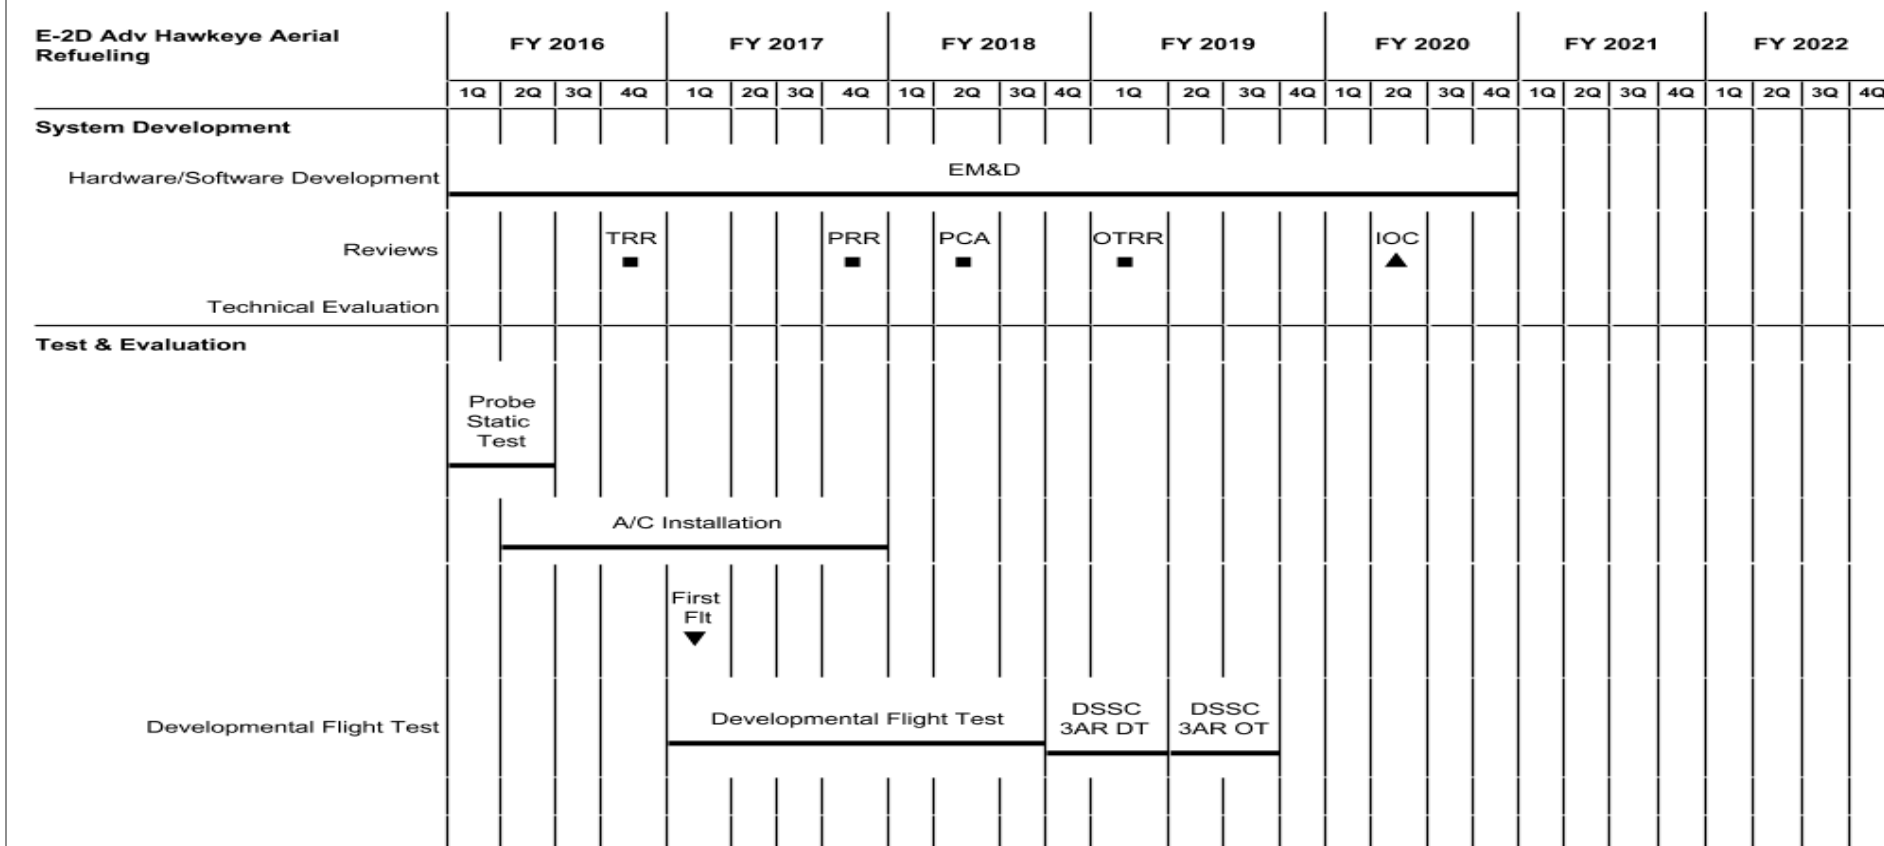 E-2D Adv Hawkeye Aerial
Refueling
FY 2016 FY 2017 FY 2018 FY 2019 FY 2020 FY 2021 FY 2022
1Q 2Q 3Q 4Q 1Q 2Q 3Q 4Q 1Q 2Q 3Q 4Q 1Q 2Q 3Q 4Q 1Q 2Q 3Q 4Q 1Q 2Q 3Q 4Q 1Q 2Q 3Q 4Q
System Development
Hardware/Software Development
EM&D
Reviews
TRR PRR PCA OTRR IOC
Technical Evaluation
Test & Evaluation
Probe
Static
Test
A/C Installation
First
Flt
Developmental Flight Test
Developmental Flight Test
DSSC
3AR DT
DSSC
3AR OT